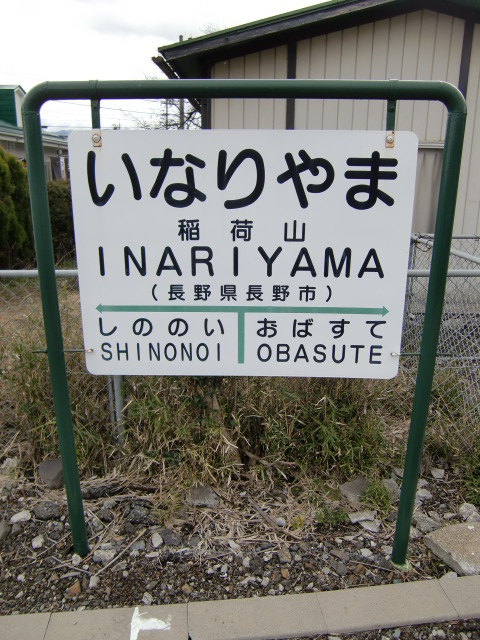 いなりやま
稲荷山
INARIYAMA
(長野県長野市)
しののい おばすて
SHINONOI OBASUTE